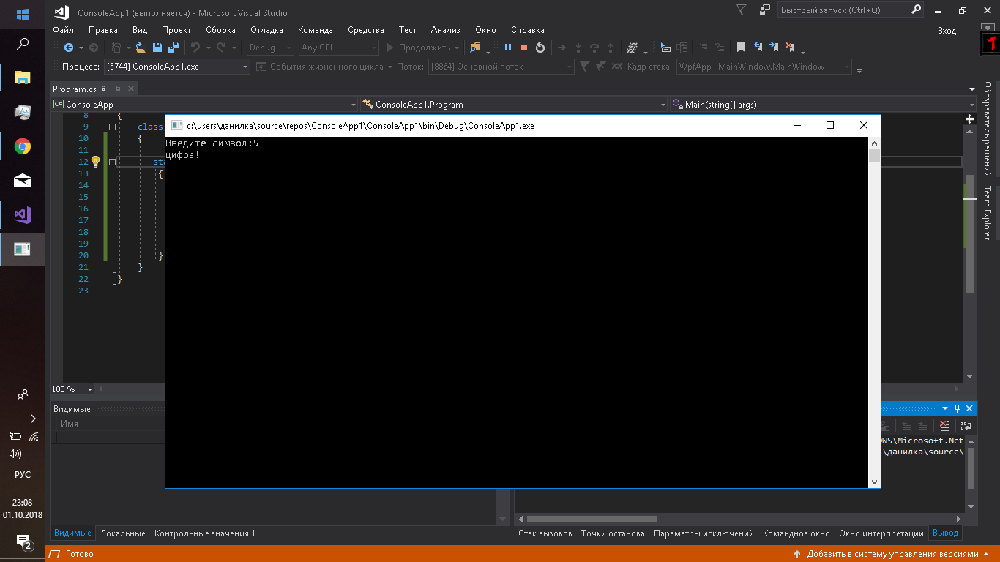 ConsoleApp1 (выполняется) - Microsoft Visual Studio
Быстрый запуск (Ctrl+Q)
Файл Правка Вид Проект Сборка Отладка Команда Средства Тест Анализ Окно Справка
Вход
Debug Any CPU Продолжить
Процесс: [5744] ConsoleApp1.exe События жизненного цикла Поток: [8864] Основной поток Кадр стека: WpfApp1.MainWindow.MainWindow
Program.cs
C# ConsoleApp1 ConsoleApp1.Program Main(string[] args)
8 {
9 class
10 {
11
12 sta
13 {
14
15
16
17
18
19
20 }
21 }
22 }
23
c:\users\данилка\source\repos\ConsoleApp1\ConsoleApp1\bin\Debug\ConsoleApp1.exe
Введите символ:5
цифра!
Обозреватель решений
Team Explorer
100 %
Видимые
Имя
WS\Microsoft.Net
\данилка\source\
Видимые Локальные Контрольные значения 1
Стек вызовов Точки останова Параметры исключений Командное окно Окно интерпретации Вывод
Готово
Добавить в систему управления версиями
РУС
23:08
01.10.2018
2